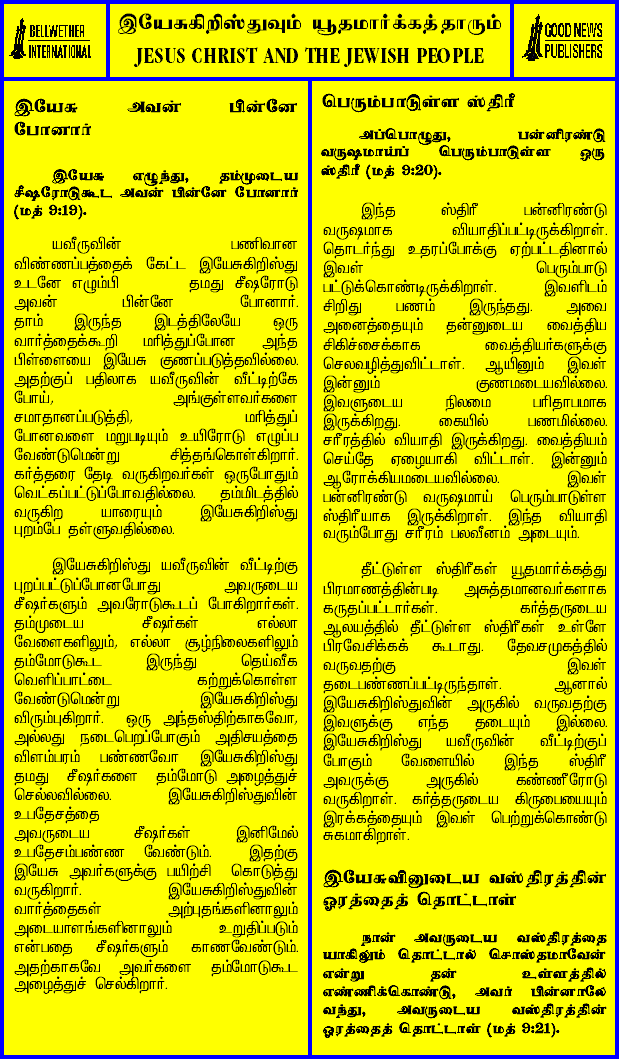 BELLWETHER
INTERNATIONAL
இயேசுகிறிஸ்துவும் யூதமார்க்கத்தாரும்
JESUS CHRIST AND THE JEWISH PEOPLE
GOOD NEWS
PUBLISHERS
இயேசு அவன் பின்னே
போனார்
இயேசு எழுந்து, தம்முடைய
சீஷரோடுகூட அவன் பின்னே போனார்
(மத் 9:19).
யவீருவின் பணிவான
விண்ணப்பத்தைக் கேட்ட இயேசுகிறிஸ்து
உடனே எழும்பி தமது சீஷரோடு
அவன் பின்னே போனார்.
தாம் இருந்த இடத்திலேயே ஒரு
வார்த்தைக்கூறி மரித்துப்போன அந்த
பிள்ளையை இயேசு குணப்படுத்தவில்லை.
அதற்குப் பதிலாக யவீருவின் வீட்டிற்கே
போய், அங்குள்ளவர்களை
சமாதானப்படுத்தி, மரித்துப்
போனவளை மறுபடியும் உயிரோடு எழுப்ப
வேண்டுமென்று சித்தங்கொள்கிறார்.
கர்த்தரை தேடி வருகிறவர்கள் ஒருபோதும்
வெட்கப்பட்டுப்போவதில்லை. தம்மிடத்தில்
வருகிற யாரையும் இயேசுகிறிஸ்து
புறம்பே தள்ளுவதில்லை.
இயேசுகிறிஸ்து யவீருவின் வீட்டிற்கு
புறப்பட்டுப்போனபோது அவருடைய
சீஷர்களும் அவரோடுகூடப் போகிறார்கள்.
தம்முடைய சீஷர்கள் எல்லா
வேளைகளிலும், எல்லா சூழ்நிலைகளிலும்
தம்மோடுகூட இருந்து தெய்வீக
வெளிப்பாட்டை கற்றுக்கொள்ள
வேண்டுமென்று இயேசுகிறிஸ்து
விரும்புகிறார். ஒரு அந்தஸ்திற்காகவோ,
அல்லது நடைபெறப்போகும் அதிசயத்தை
விளம்பரம் பண்ணவோ இயேசுகிறிஸ்து
தமது சீஷர்களை தம்மோடு அழைத்துச்
செல்லவில்லை. இயேசுகிறிஸ்துவின்
உபதேசத்தை
அவருடைய சீஷர்கள் இனிமேல்
உபதேசம்பண்ண வேண்டும். இதற்கு
இயேசு அவர்களுக்கு பயிற்சி கொடுத்து
வருகிறார். இயேசுகிறிஸ்துவின்
வார்த்தைகள் அற்புதங்களினாலும்
அடையாளங்களினாலும் உறுதிப்படும்
என்பதை சீஷர்களும் காணவேண்டும்.
அதற்காகவே அவர்களை தம்மோடுகூட
அழைத்துச் செல்கிறார்.
பெரும்பாடுள்ள ஸ்திரீ
அப்பொழுது, பன்னிரண்டு
வருஷமாய்ப் பெரும்பாடுள்ள ஒரு
ஸ்திரீ (மத் 9:20).
இந்த ஸ்திரீ பன்னிரண்டு
வருஷமாக வியாதிப்பட்டிருக்கிறாள்.
தொடர்ந்து உதரப்போக்கு ஏற்பட்டதினால்
இவள் பெரும்பாடு
பட்டுக்கொண்டிருக்கிறாள். இவளிடம்
சிறிது பணம் இருந்தது. அவை
அனைத்தையும் தன்னுடைய வைத்திய
சிகிச்சைக்காக வைத்தியர்களுக்கு
செலவழித்துவிட்டாள். ஆயினும் இவள்
இன்னும் குணமடையவில்லை.
இவளுடைய நிலமை பரிதாபமாக
இருக்கிறது. கையில் பணமில்லை.
சரீரத்தில் வியாதி இருக்கிறது. வைத்தியம்
செய்தே ஏழையாகி விட்டாள். இன்னும்
ஆரோக்கியமடையவில்லை. இவள்
பன்னிரண்டு வருஷமாய் பெரும்பாடுள்ள
ஸ்திரீயாக இருக்கிறாள். இந்த வியாதி
வரும்போது சரீரம் பலவீனம் அடையும்.
தீட்டுள்ள ஸ்திரீகள் யூதமார்க்கத்து
பிரமாணத்தின்படி அசுத்தமானவர்களாக
கருதப்பட்டார்கள். கர்த்தருடைய
ஆலயத்தில் தீட்டுள்ள ஸ்திரீகள் உள்ளே
பிரவேசிக்கக் கூடாது. தேவசமுகத்தில்
வருவதற்கு இவள்
தடைபண்ணப்பட்டிருந்தாள். ஆனால்
இயேசுகிறிஸ்துவின் அருகில் வருவதற்கு
இவளுக்கு எந்த தடையும் இல்லை.
இயேசுகிறிஸ்து யவீருவின் வீட்டிற்குப்
போகும் வேளையில் இந்த ஸ்திரீ
அவருக்கு அருகில் கண்ணீரோடு
வருகிறாள். கர்த்தருடைய கிருபையையும்
இரக்கத்தையும் இவள் பெற்றுக்கொண்டு
சுகமாகிறாள்.
இயேசுவினுடைய வஸ்திரத்தின்
ஓரத்தைத் தொட்டாள்
நான் அவருடைய வஸ்திரத்தை
யாகிலும் தொட்டால் சொஸ்தமாவேன்
என்று தன் உள்ளத்தில்
எண்ணிக்கொண்டு, அவர் பின்னாலே
வந்து, அவருடைய வஸ்திரத்தின்
ஓரத்தைத் தொட்டாள் (மத் 9:21).